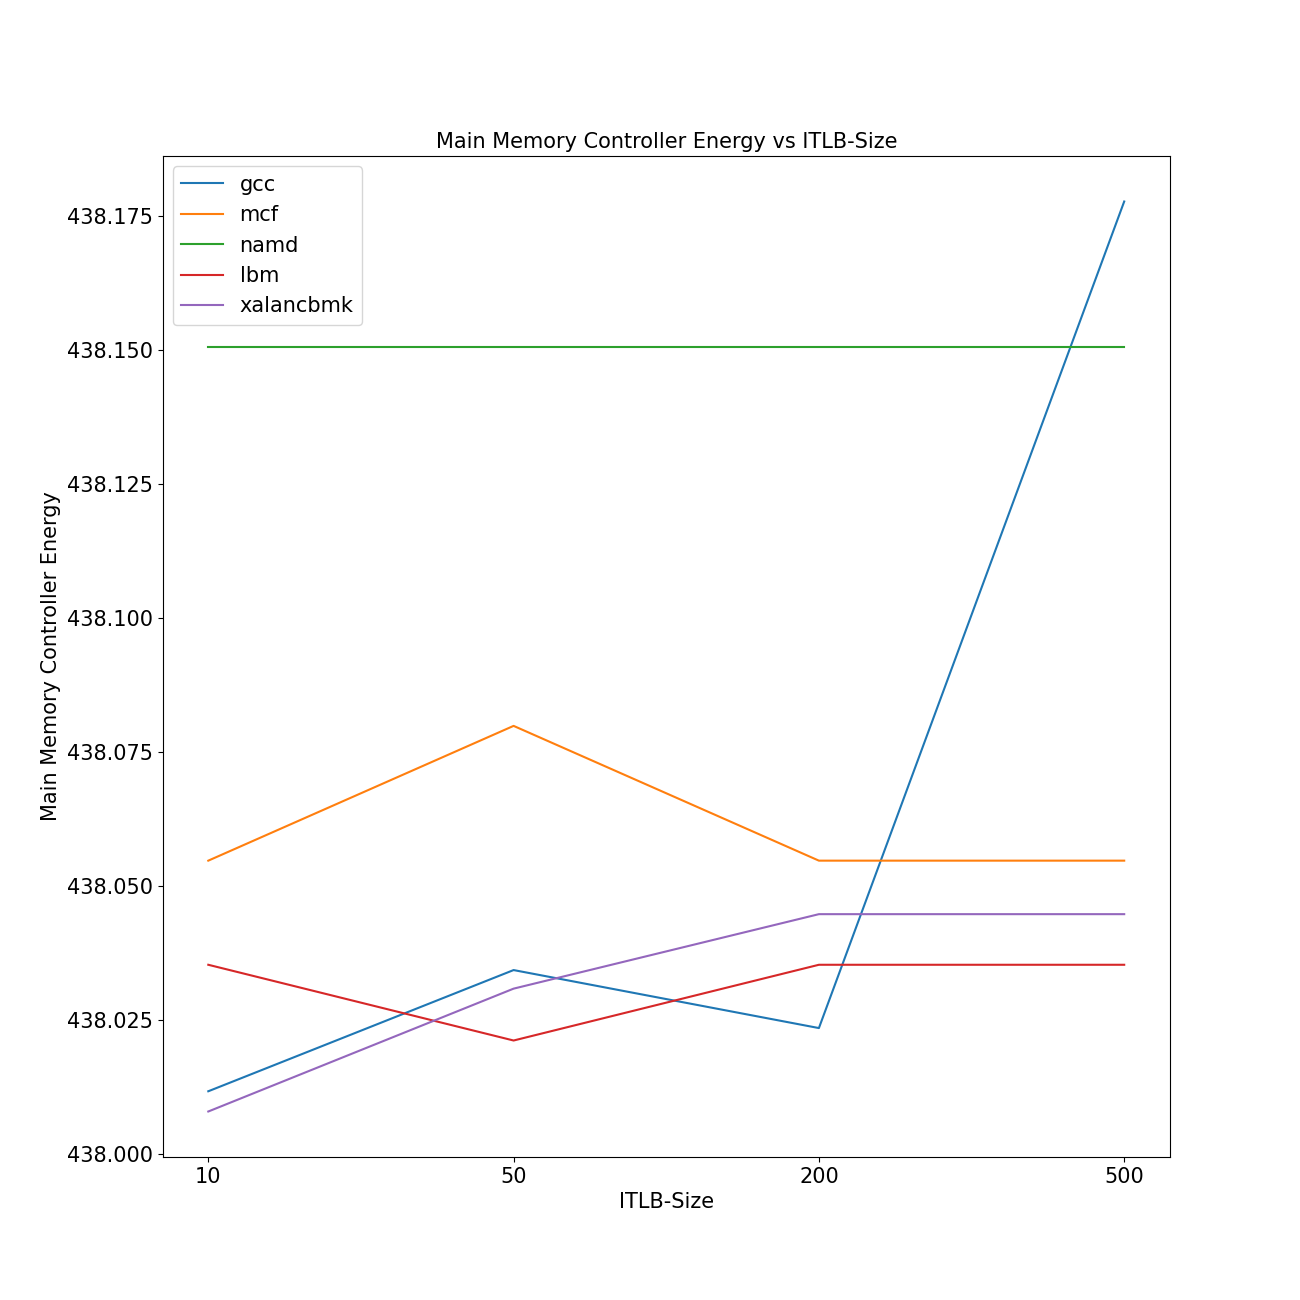 Main Memory Controller Energy vs ITLB-Size
gcc
mcf
namd
lbm
xalancbmk
438.175
438.150
438.125
438.100
438.075
438.050
438.025
438.000
Main Memory Controller Energy
10 50 200 500
ITLB-Size